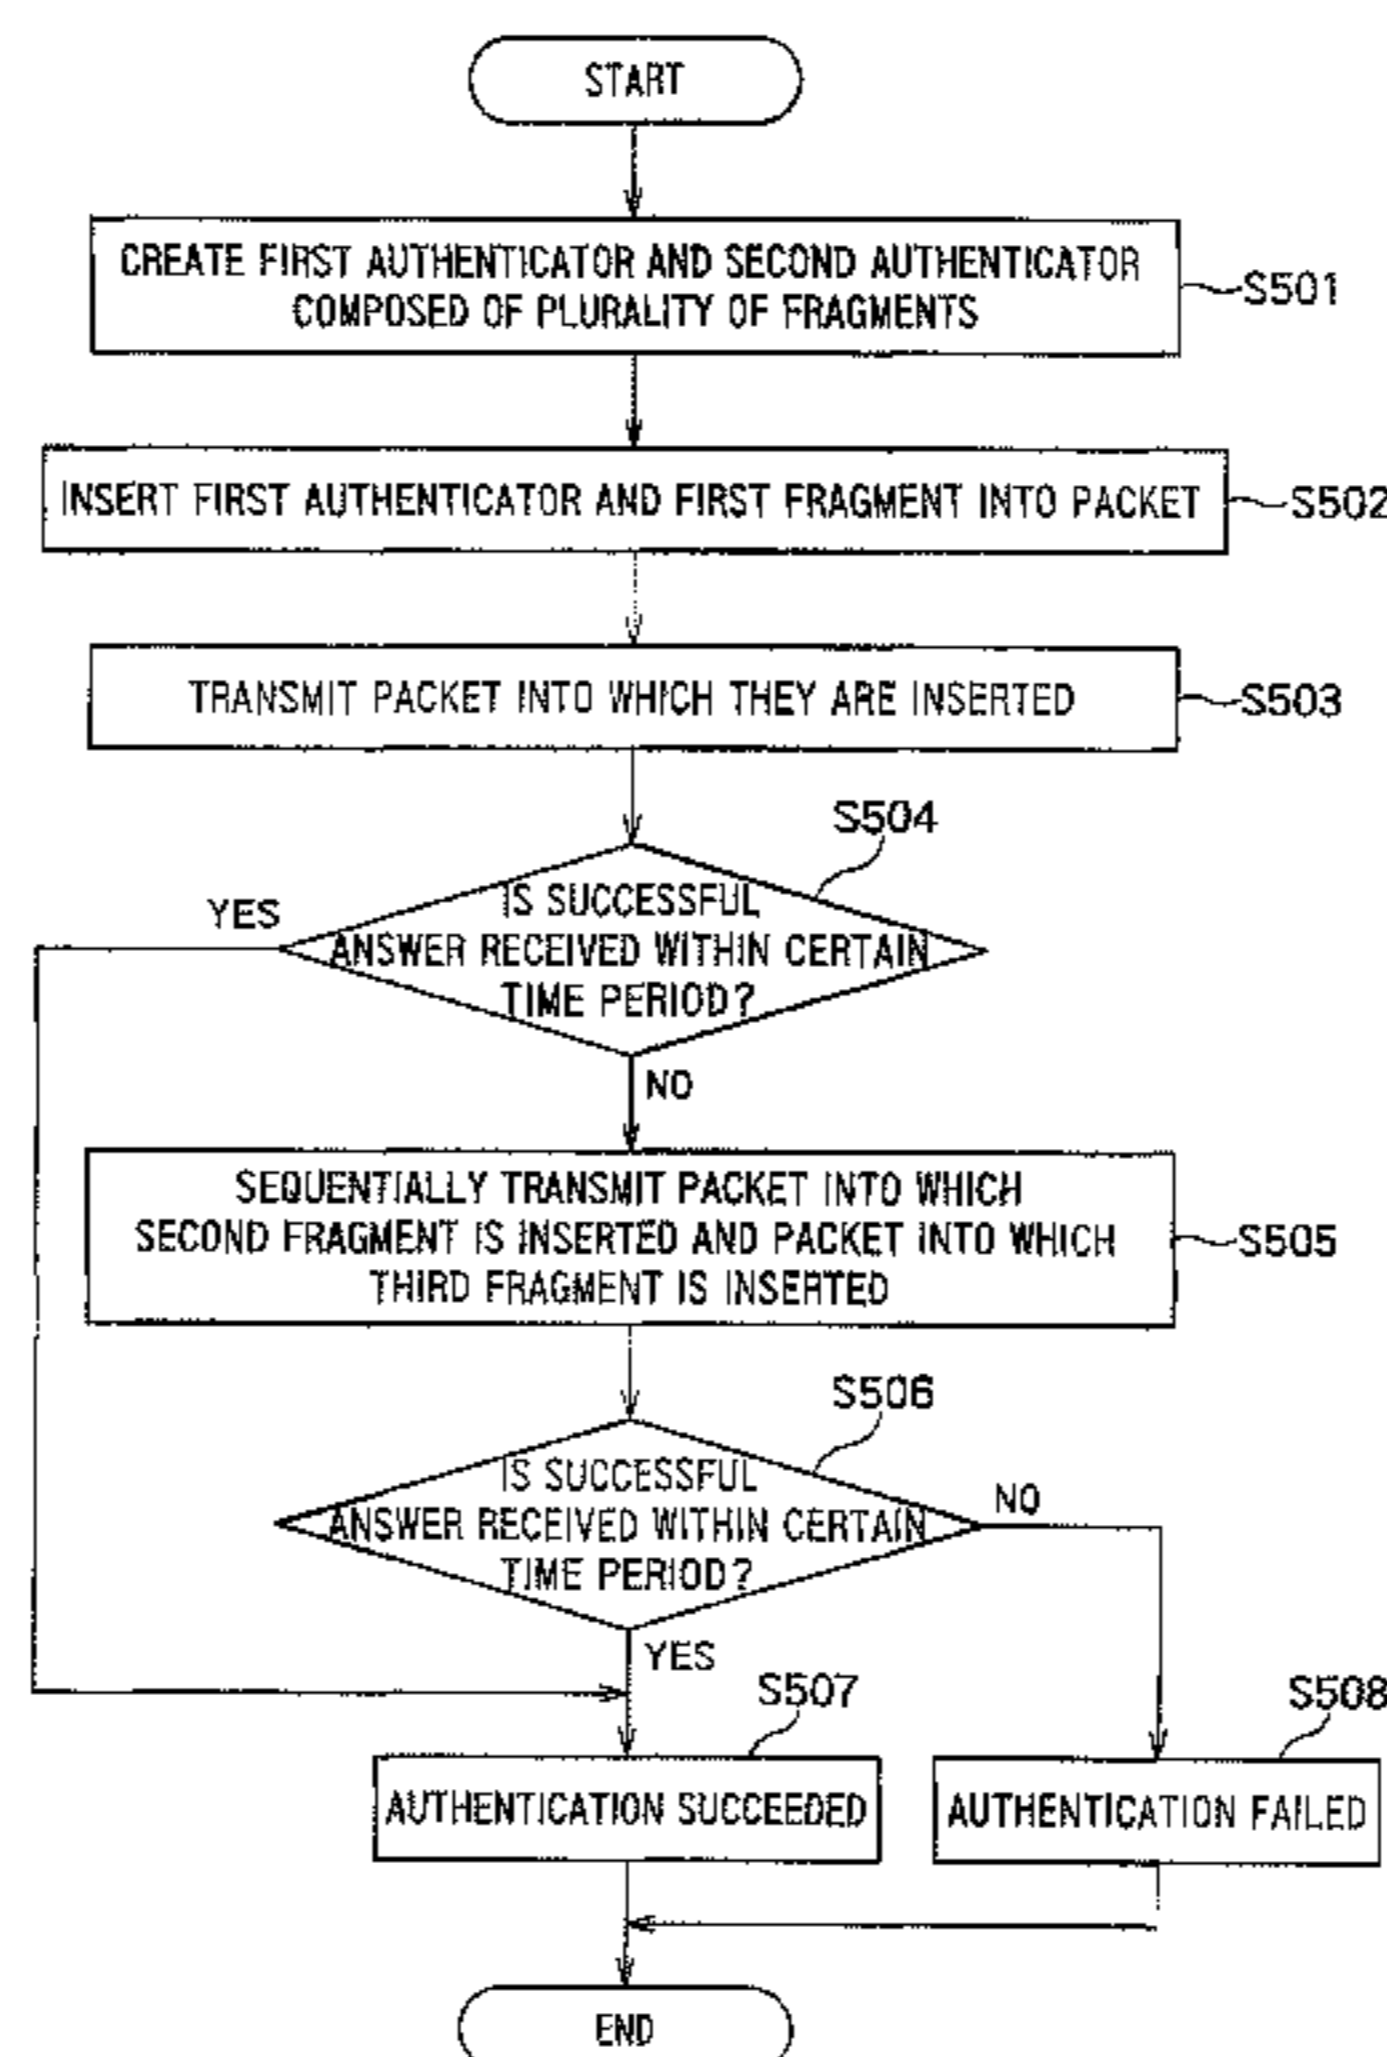 START
CREATE FIRST AUTHENTICATOR AND SECOND AUTHENTICATOR
COMPOSED OF PLURALITY OF FRAGMENTS
S501
INSERT FIRST AUTHENTICATOR AND FIRST FRAGMENT INTO PACKET
S502
TRANSMIT PACKET INTO WHICH THEY ARE INSERTED
S503
S504
YES
IS SUCCESSFUL
ANSWER RECEIVED WITHIN CERTAIN
TIME PERIOD?
NO
SEQUENTIALLY TRANSMIT PACKET INTO WHICH
SECOND FRAGMENT IS INSERTED AND PACKET INTO WHICH
THIRD FRAGMENT IS INSERTED
S505
S506
IS SUCCESSFUL
ANSWER RECEIVED WITHIN CERTAIN
TIME PERIOD?
NO
YES
S507
S508
AUTHENTICATION SUCCEEDED
AUTHENTICATION FAILED
END